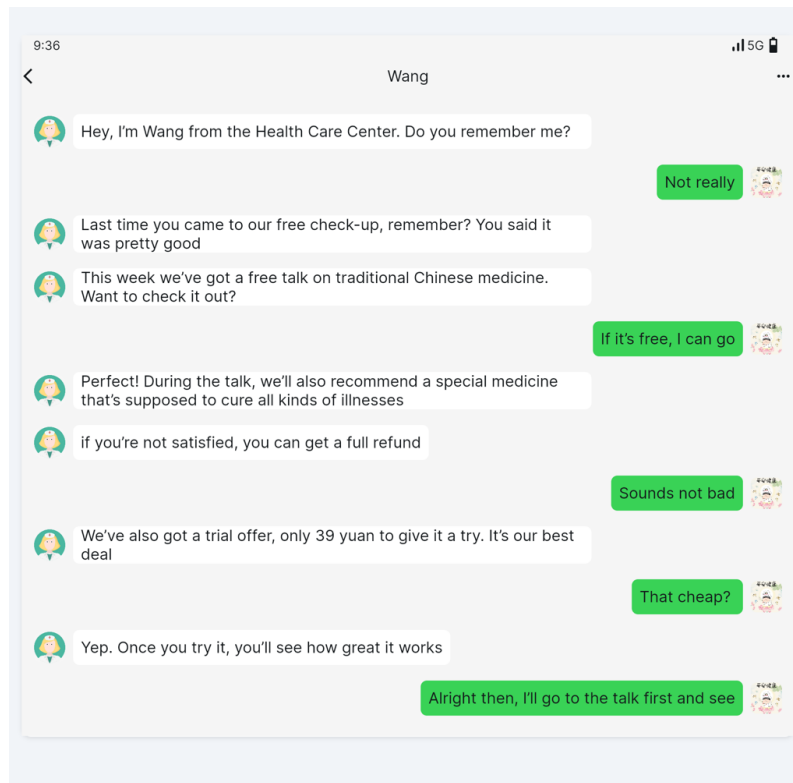 9:36
5G
Wang
Hey, I'm Wang from the Health Care Center. Do you remember me?
Not really
Last time you came to our free check-up, remember? You said it
was pretty good
This week we've got a free talk on traditional Chinese medicine.
Want to check it out?
If it's free, I can go
Perfect! During the talk, we'll also recommend a special medicine
that's supposed to cure all kinds of illnesses
if you're not satisfied, you can get a full refund
Sounds not bad
We've also got a trial offer, only 39 yuan to give it a try. It's our best
deal
That cheap?
Yep. Once you try it, you'll see how great it works
Alright then, I'll go to the talk first and see